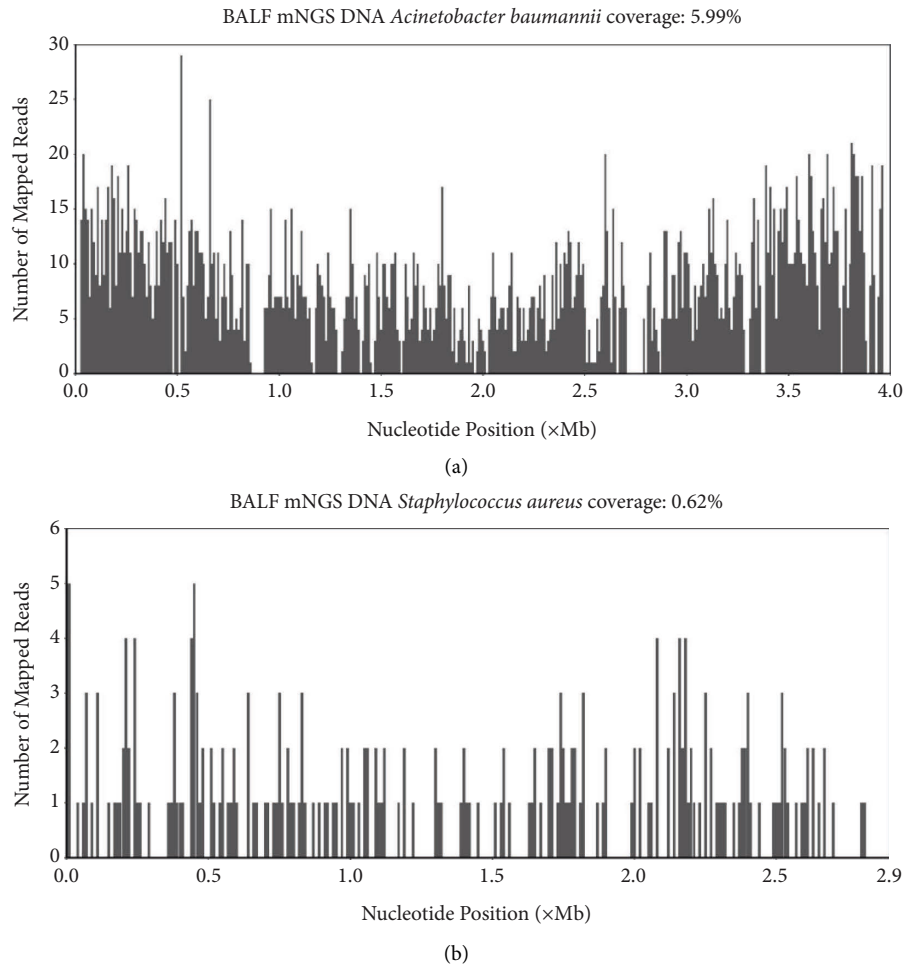 BALF mNGS DNA Acinetobacter baumannii coverage: 5.99%
30
25
20
15
10
5
0
Number of Mapped Reads
0.0 0.5 1.0 1.5 2.0 2.5 3.0 3.5 4.0
Nucleotide Position (×Mb)
(a)
BALF mNGS DNA Staphylococcus aureus coverage: 0.62%
6
5
4
3
2
1
0
Number of Mapped Reads
0.0 0.5 1.0 1.5 2.0 2.5 2.9
Nucleotide Position (×Mb)
(b)